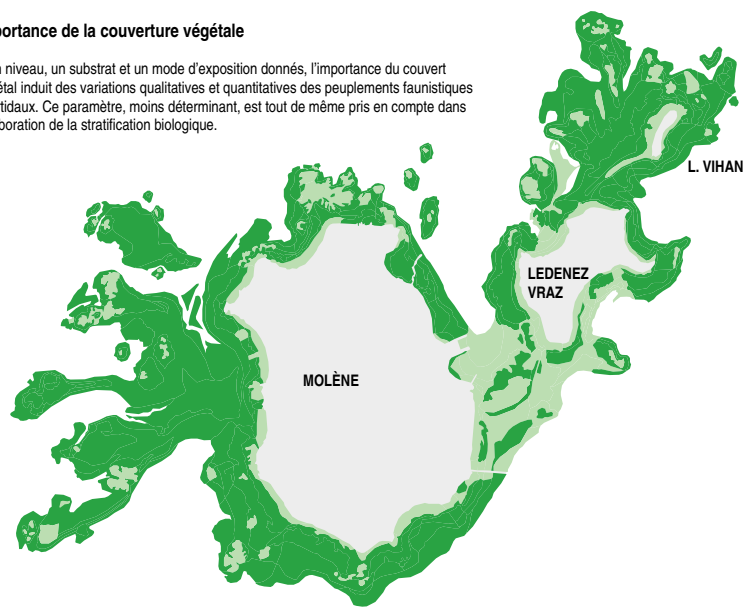 portance de la couverture végétale
n niveau, un substrat et un mode d'exposition donnés, l'importance du couvert
étal induit des variations qualitatives et quantitatives des peuplements faunistiques
tidaux. Ce paramètre, moins déterminant, est tout de même pris en compte dans
boration de la stratification biologique.
L. VIHAN
LEDENEZ
VRAZ
MOLÈNE